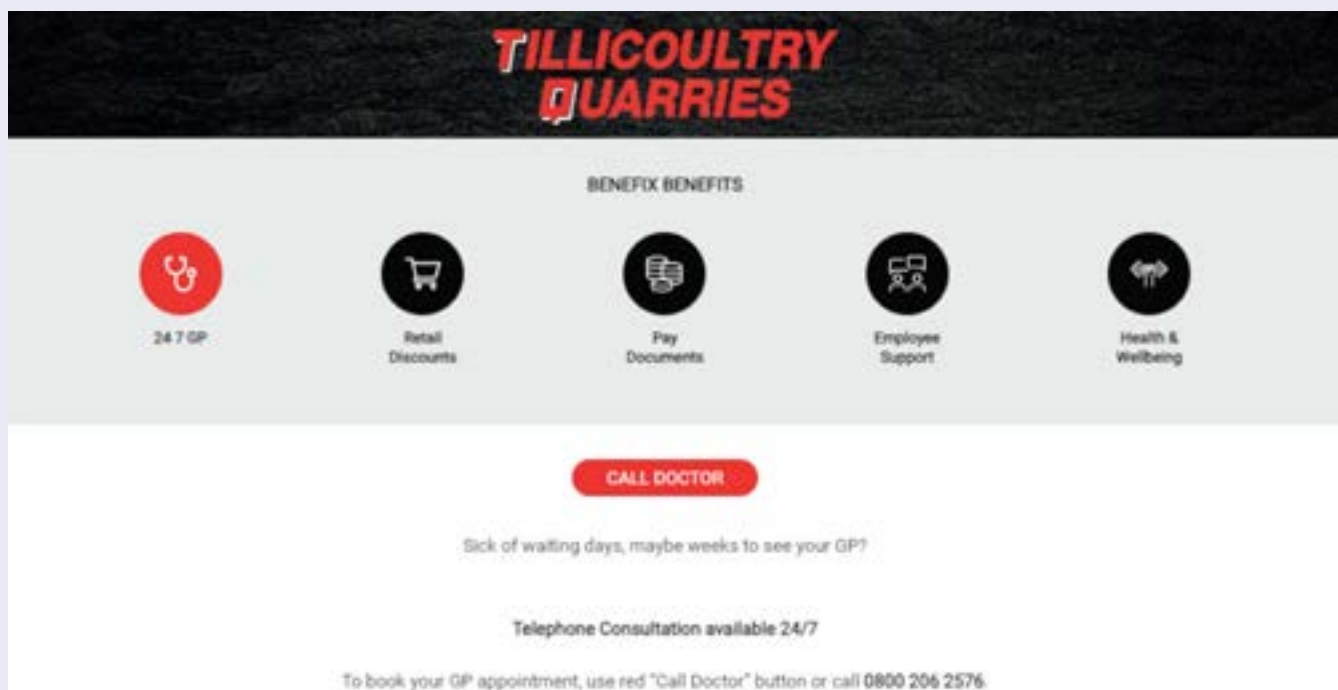 TILLICOULTRY
QUARRIES
BENEFIX BENEFITS
24 7 GP
Retail
Discounts
Pay
Documents
Employee
Support
Health &
Wellbeing
CALL DOCTOR
Sick of waiting days, maybe weeks to see your GP?
Telephone Consultation available 24/7
To book your GP appointment, use red "Call Doctor" button or call 0800 206 2576.